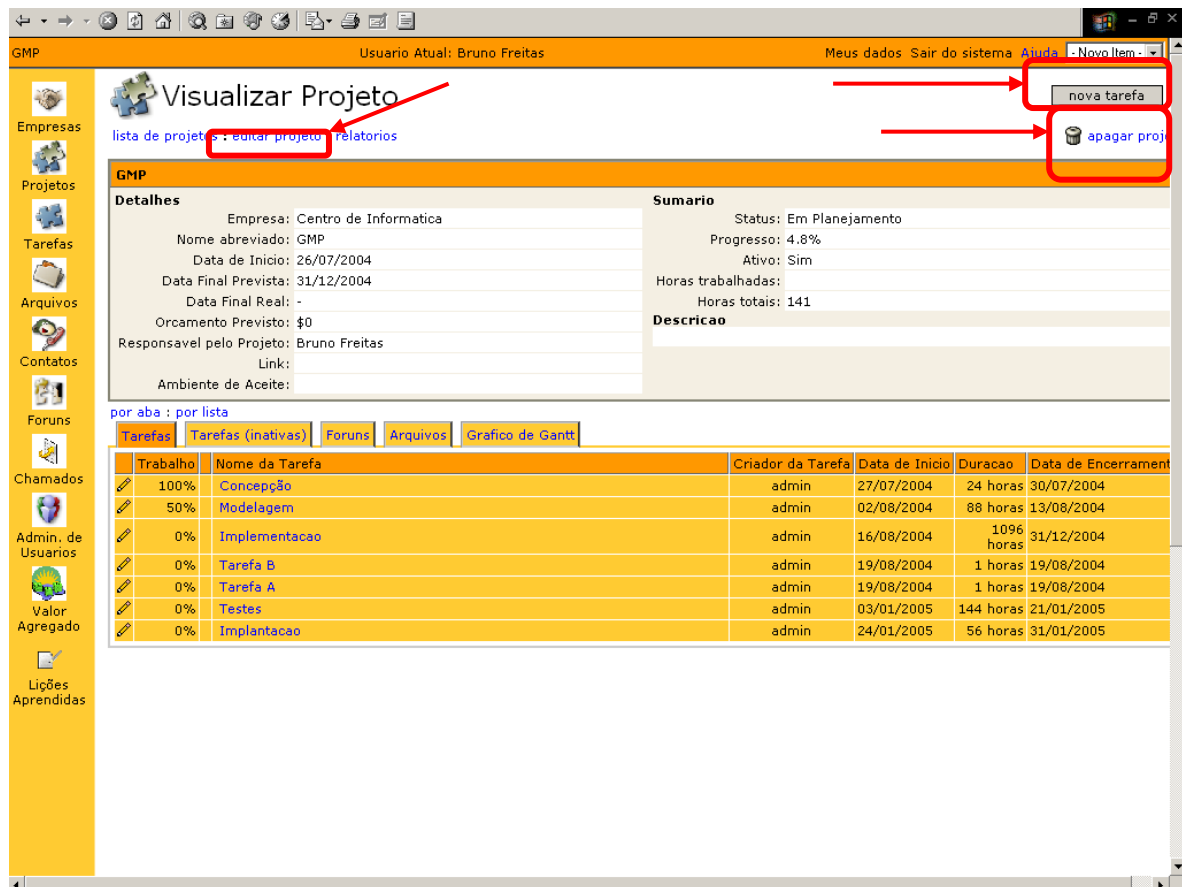 GMP Usuario Atual: Bruno Freitas Meus dados Sair do sistema Ajuda - Novo Item -
Visualizar Projeto
nova tarefa
lista de projetos : editar projeto : relatorios
apagar proj
Empresas
Projetos
Tarefas
Arquivos
Contatos
Foruns
Chamados
Admin. de
Usuarios
Valor
Agregado
Lições
Aprendidas
GMP
Detalhes
Empresa: Centro de Informatica
Nome abreviado: GMP
Data de Inicio: 26/07/2004
Data Final Prevista: 31/12/2004
Data Final Real: -
Orcamento Previsto: $0
Responsavel pelo Projeto: Bruno Freitas
Link:
Ambiente de Aceite:
Sumario
Status: Em Planejamento
Progresso: 4.8%
Ativo: Sim
Horas trabalhadas:
Horas totais: 141
Descricao
por aba : por lista
Tarefas Tarefas (inativas) Foruns Arquivos Grafico de Gantt
Trabalho Nome da Tarefa Criador da Tarefa Data de Inicio Duracao Data de Encerrament
100% Concepção admin 27/07/2004 24 horas 30/07/2004
50% Modelagem admin 02/08/2004 88 horas 13/08/2004
0% Implementacao admin 16/08/2004 1096 horas 31/12/2004
0% Tarefa B admin 19/08/2004 1 horas 19/08/2004
0% Tarefa A admin 19/08/2004 1 horas 19/08/2004
0% Testes admin 03/01/2005 144 horas 21/01/2005
0% Implantacao admin 24/01/2005 56 horas 31/01/2005